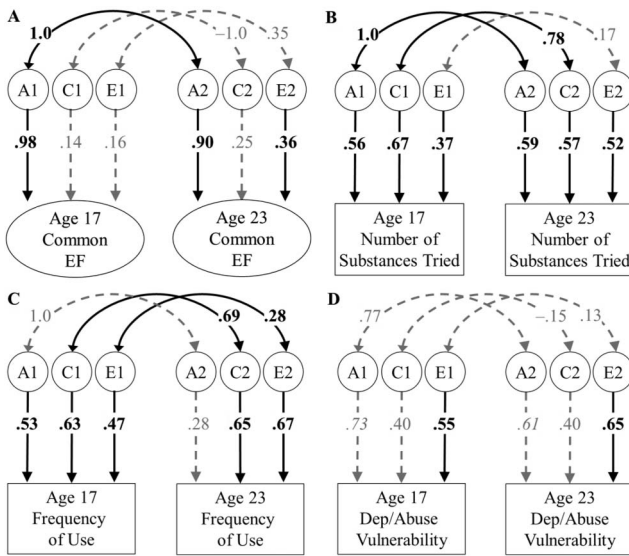 A
1.0
–1.0
.35
A1
C1
E1
A2
C2
E2
.98
.14
.16
.90
.25
.36
Age 17
Common
EF
Age 23
Common
EF
B
1.0
.78
.17
A1
C1
E1
A2
C2
E2
.56
.67
.37
.59
.57
.52
Age 17
Number of
Substances Tried
Age 23
Number of
Substances Tried
C
1.0
.69
.28
A1
C1
E1
A2
C2
E2
.53
.63
.47
.28
.65
.67
Age 17
Frequency
of Use
Age 23
Frequency
of Use
D
.77
–.15
.13
A1
C1
E1
A2
C2
E2
.73
.40
.55
.61
.40
.65
Age 17
Dep/Abuse
Vulnerability
Age 23
Dep/Abuse
Vulnerability